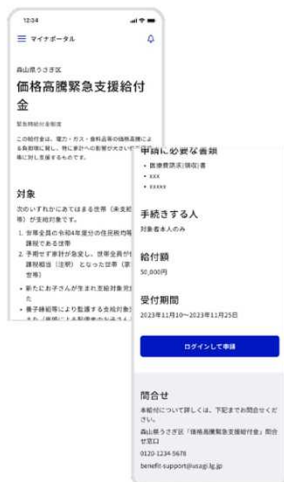 12:34
マイナポータル
森山県うさぎ区
価格高騰緊急支援給付
金
緊急時給付金制度
この給付金は、電力・ガス・食料品等の価格高騰によ
る負担増に対し、特に家計への影響が大きい
等に対し支援するものです。
対象
次のいずれかにあてはまる世帯（未支給
等）が支給対象です。
1. 世帯全員の令和4年度分の住民税均等
課税である世帯
2. 予期せず家計が急変し、世帯全員が
課税相当（注釈） となった世帯（家
世帯）
• 新たにお子さんが生まれ支給対象児
た
• 養子縁組等により監護する支給対象
申請に必要な書類
• 医療費請求(領収)書
• xxx
• xxxxx
手続きする人
対象者本人のみ
給付額
50,000円
受付期間
2023年11月10〜2023年11月25日
ログインして申請
問合せ
本給付について詳しくは、下記までお問合せくだ
さい。
森山県うさぎ区「価格高騰緊急支援給付金」問合
せ窓口
0120-1234-5678
benefit-support@usagi.lg.jp